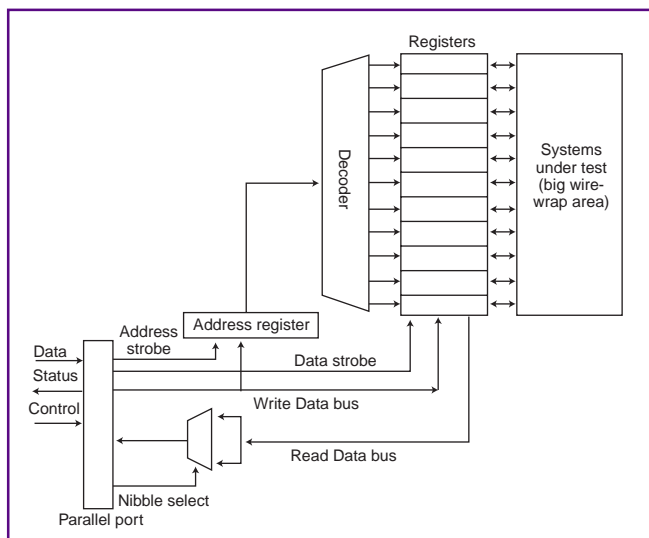 Registers
Decoder
Systems
under test
(big wire-
wrap area)
Address register
Address
strobe
Data
Data strobe
Status
Write Data bus
Control
Read Data bus
Nibble select
Parallel port